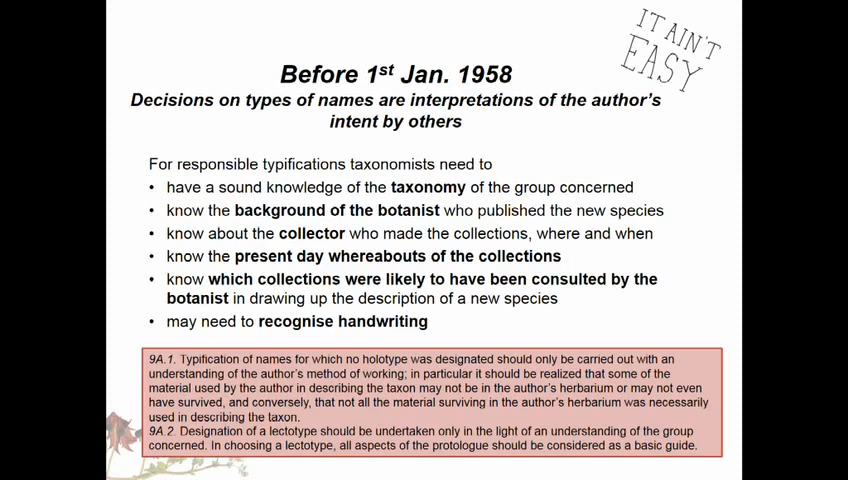 IT AIN'T
EASY
Before 1st Jan. 1958
Decisions on types of names are interpretations of the author's
intent by others
For responsible typifications taxonomists need to
• have a sound knowledge of the taxonomy of the group concerned
• know the background of the botanist who published the new species
• know about the collector who made the collections, where and when
• know the present day whereabouts of the collections
• know which collections were likely to have been consulted by the
botanist in drawing up the description of a new species
• may need to recognise handwriting
9A.1. Typification of names for which no holotype was designated should only be carried out with an
understanding of the author's method of working; in particular it should be realized that some of the
material used by the author in describing the taxon may not be in the author's herbarium or may not even
have survived, and conversely, that not all the material surviving in the author's herbarium was necessarily
used in describing the taxon.
9A.2. Designation of a lectotype should be undertaken only in the light of an understanding of the group
concerned. In choosing a lectotype, all aspects of the protologue should be considered as a basic guide.